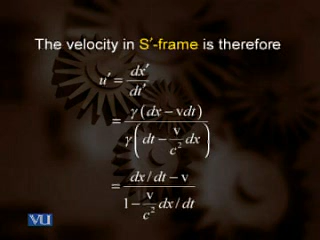 The velocity in S′-frame is therefore
u′ = dx′ / dt′
= γ(dx − vdt) / γ(dt − v/c² dx)
= dx / dt − v / 1 − v/c² dx / dt
VU